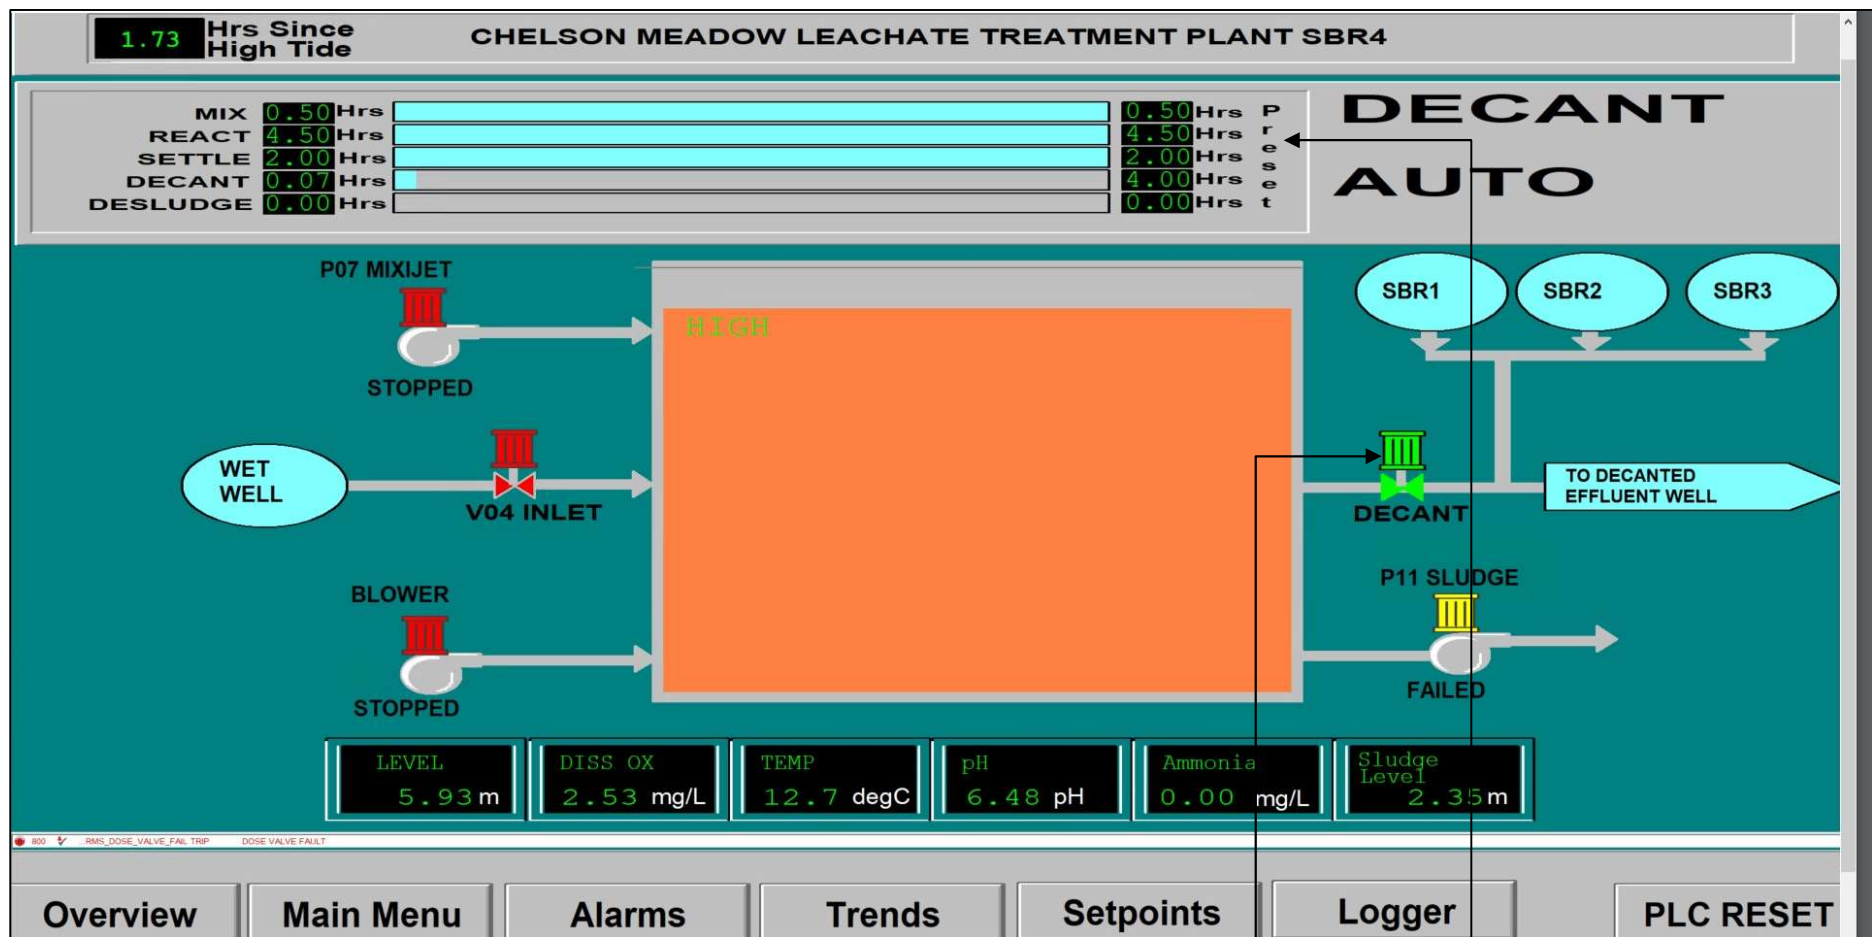 1.73 Hrs Since High Tide
CHELSON MEADOW LEACHATE TREATMENT PLANT SBR4
MIX 0.50 Hrs 0.50 Hrs
REACT 4.50 Hrs 4.50 Hrs
SETTLE 2.00 Hrs 2.00 Hrs
DECANT 0.07 Hrs 4.00 Hrs
DESLUDGE 0.00 Hrs 0.00 Hrs
Preset
DECANT
AUTO
P07 MIXIJET
STOPPED
HIGH
SBR1 SBR2 SBR3
WET
WELL
V04 INLET
DECANT
TO DECANTED
EFFLUENT WELL
BLOWER
STOPPED
P11 SLUDGE
FAILED
LEVEL
5.93 m
DISS OX
2.53 mg/L
TEMP
12.7 degC
pH
6.48 pH
Ammonia
0.00 mg/L
Sludge
Level
2.35 m
800 ..RMS_DOSE_VALVE_FAIL TRIP DOSE VALVE FAULT
Overview Main Menu Alarms Trends Setpoints Logger PLC RESET